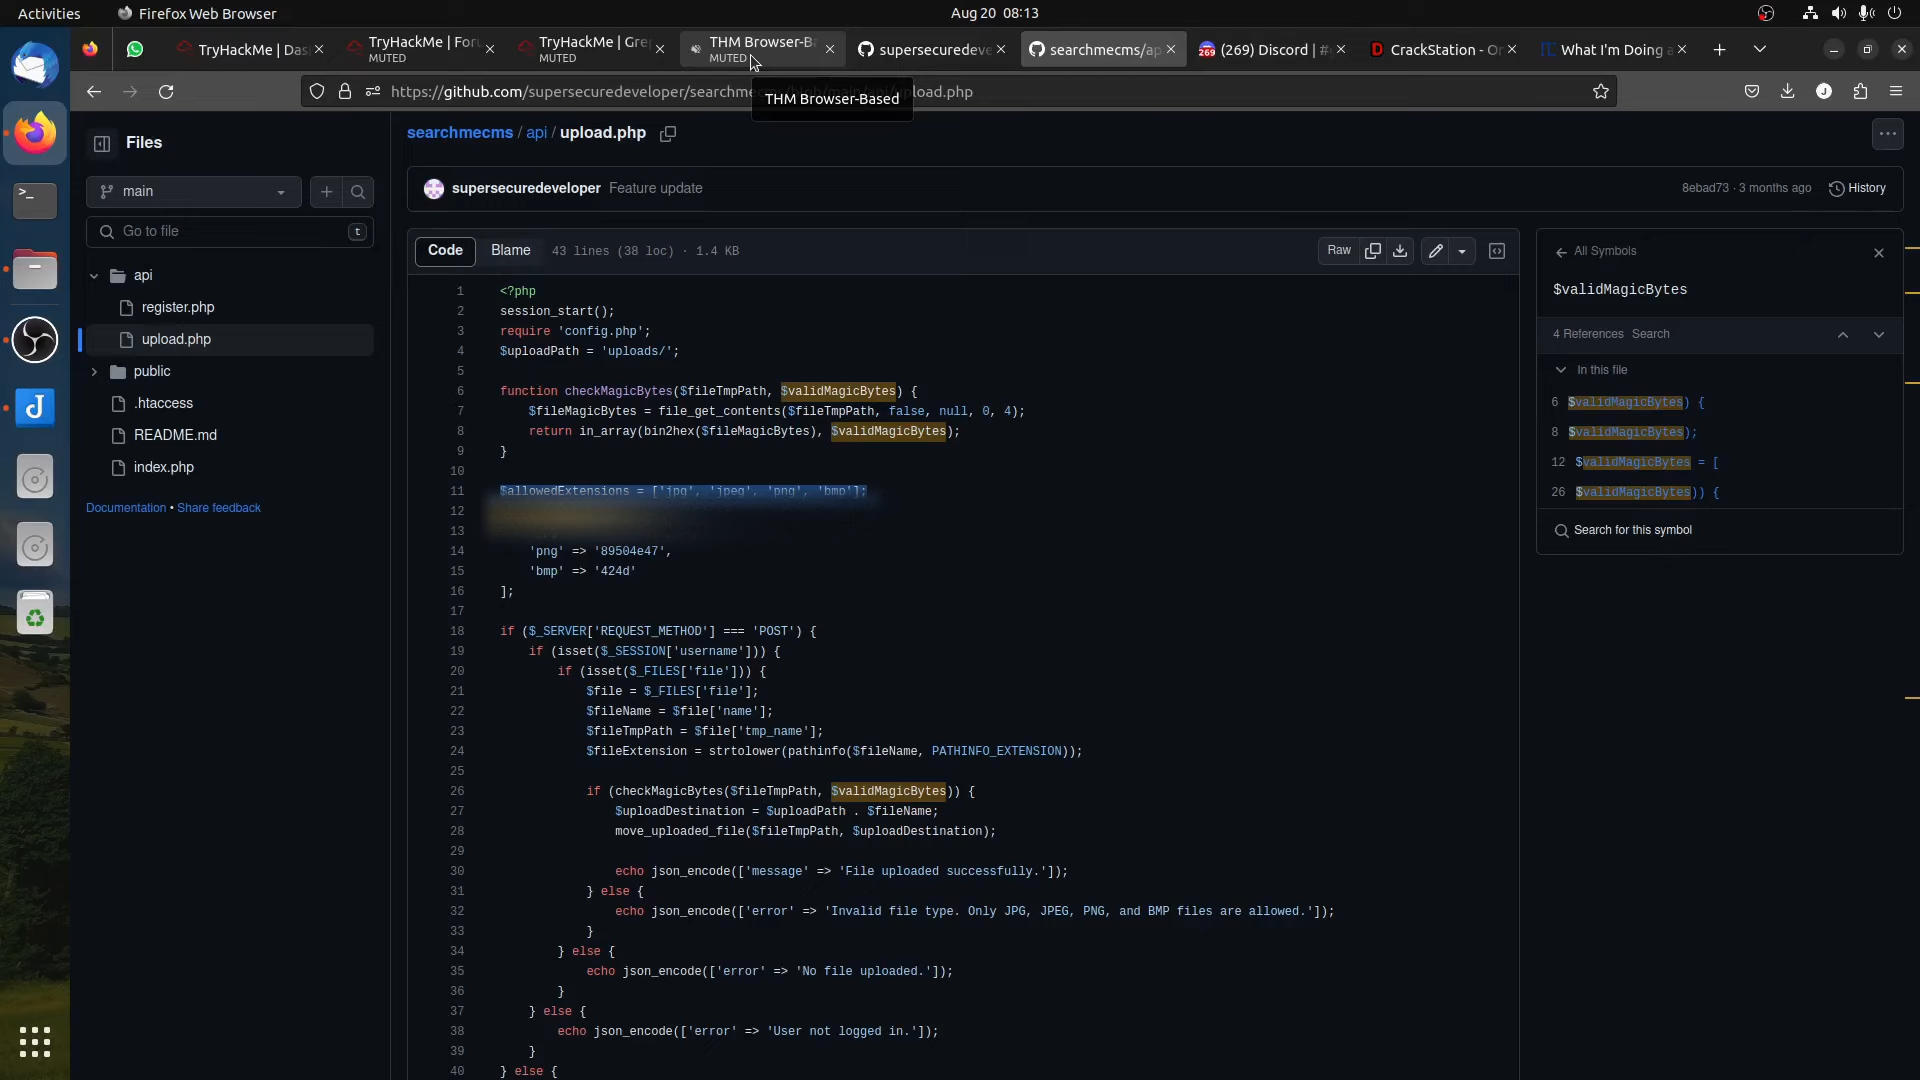 Activities
Firefox Web Browser
Aug 20 08:13
TryHackMe | Das
TryHackMe | For
MUTED
TryHackMe | Gre
MUTED
THM Browser-B
MUTED
supersecuredeve
searchmecms/ap
(269) Discord | #
CrackStation - O
What I'm Doing a
https://github.com/supersecuredeveloper/searchmec
pload.php
THM Browser-Based
Files
main
Go to file
t
api
register.php
upload.php
public
.htaccess
README.md
index.php
Documentation • Share feedback
searchmecms / api / upload.php
supersecuredeveloper Feature update
8ebad73 · 3 months ago
History
Code
Blame
43 lines (38 loc) · 1.4 KB
Raw
1 <?php
2 session_start();
3 require 'config.php';
4 $uploadPath = 'uploads/';
5
6 function checkMagicBytes($fileTmpPath, $validMagicBytes) {
7 $fileMagicBytes = file_get_contents($fileTmpPath, false, null, 0, 4);
8 return in_array(bin2hex($fileMagicBytes), $validMagicBytes);
9 }
10
11 $allowedExtensions = ['jpg', 'jpeg', 'png', 'bmp'];
12
13
14 'png' => '89504e47',
15 'bmp' => '424d'
16 ];
17
18 if ($_SERVER['REQUEST_METHOD'] === 'POST') {
19 if (isset($_SESSION['username'])) {
20 if (isset($_FILES['file'])) {
21 $file = $_FILES['file'];
22 $fileName = $file['name'];
23 $fileTmpPath = $file['tmp_name'];
24 $fileExtension = strtolower(pathinfo($fileName, PATHINFO_EXTENSION));
25
26 if (checkMagicBytes($fileTmpPath, $validMagicBytes)) {
27 $uploadDestination = $uploadPath . $fileName;
28 move_uploaded_file($fileTmpPath, $uploadDestination);
29
30 echo json_encode(['message' => 'File uploaded successfully.']);
31 } else {
32 echo json_encode(['error' => 'Invalid file type. Only JPG, JPEG, PNG, and BMP files are allowed.']);
33 }
34 } else {
35 echo json_encode(['error' => 'No file uploaded.']);
36 }
37 } else {
38 echo json_encode(['error' => 'User not logged in.']);
39 }
40 } else {
All Symbols
$validMagicBytes
4 References Search
In this file
6 $validMagicBytes) {
8 $validMagicBytes);
12 $validMagicBytes = [
26 $validMagicBytes)) {
Search for this symbol